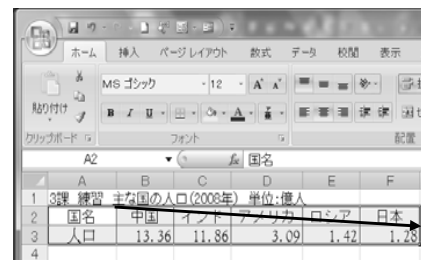 ホーム 挿入 ページ レイアウト 数式 データ 校閲 表示
貼り付け
MS ゴシック 12 A A
B I U A
クリップボード フォント 配置
A2 fx 国名
A B C D E F
1 3課 練習 主な国の人口(2008年) 単位:億人
2 国名 中国 インド アメリカ ロシア 日本
3 人口 13.36 11.86 3.09 1.42 1.28
4